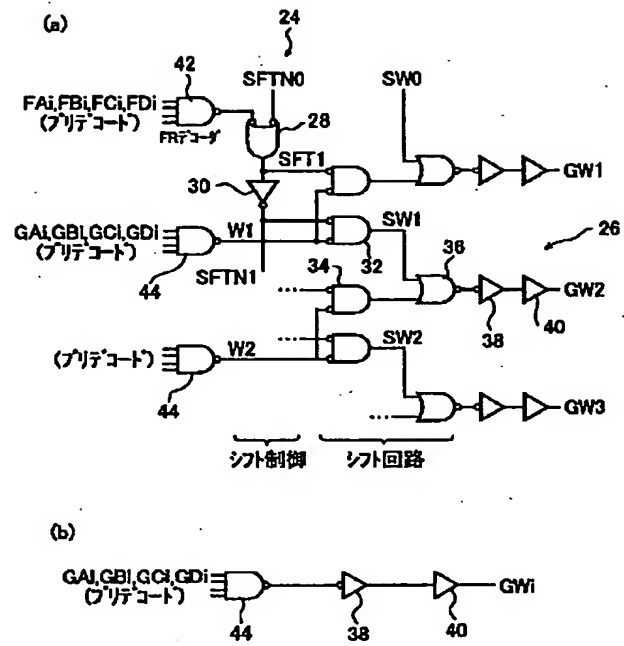 (a)
24
42
SFTN0
SW0
FAi,FBi,FCi,FDi
(プリデコード)
FRデコーダ
28
SFT1
30
GW1
GAi,GBi,GCi,GDi
(プリデコード)
W1
SW1
26
44
SFTN1
34
32
36
GW2
38
40
(プリデコード)
W2
SW2
44
GW3
シフト制御
シフト回路
(b)
GAi,GBi,GCi,GDi
(プリデコード)
GWi
44
38
40